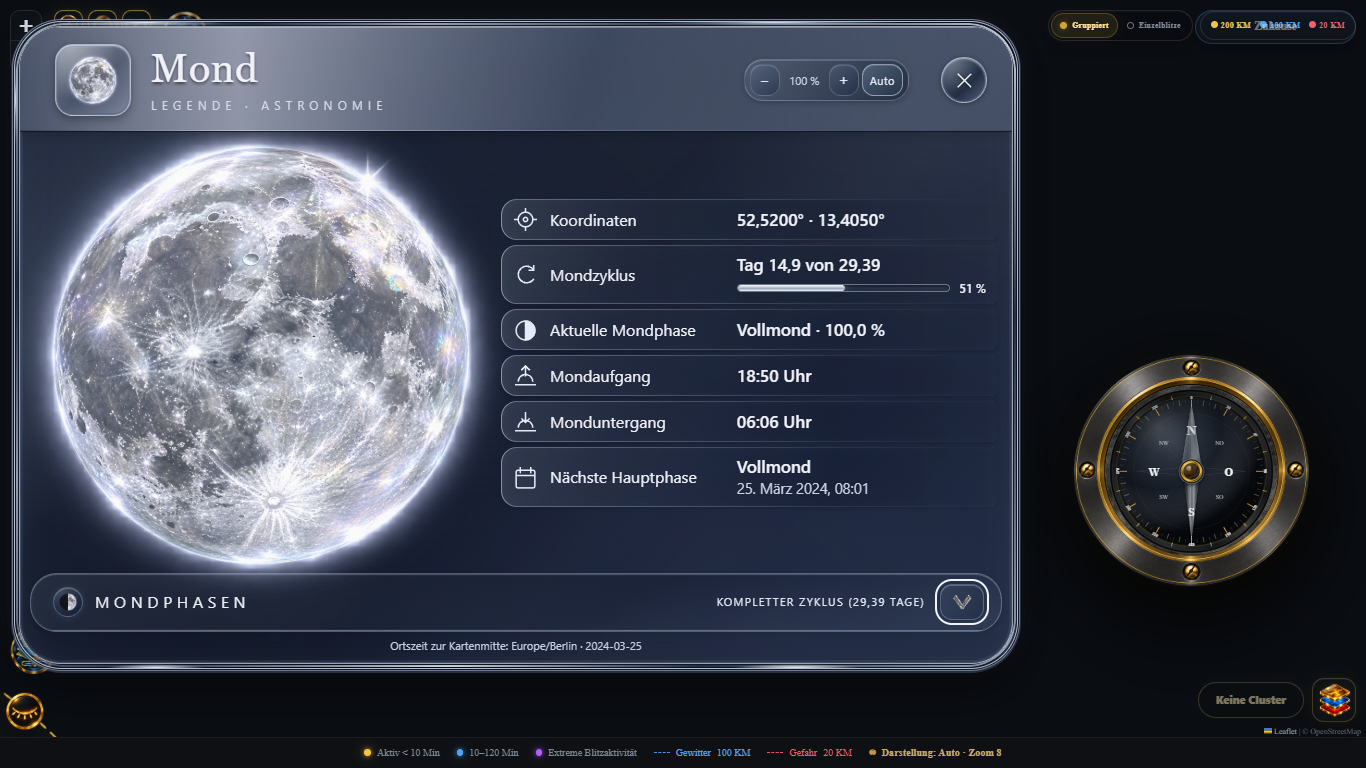 +
Mond
LEGENDE · ASTRONOMIE
− 100 % + Auto
Gruppiert
Einzelblitze
200 KM
100 KM
20 KM
Koordinaten 52,5200° · 13,4050°
Mondzyklus Tag 14,9 von 29,39
51 %
Aktuelle Mondphase Vollmond · 100,0 %
Mondaufgang 18:50 Uhr
Monduntergang 06:06 Uhr
Nächste Hauptphase Vollmond
25. März 2024, 08:01
MONDPHASEN KOMPLETTER ZYKLUS (29,39 TAGE)
Ortszeit zur Kartenmitte: Europe/Berlin · 2024-03-25
N
NW NO
W O
SW SO
S
Keine Cluster
Leaflet | © OpenStreetMap
Aktiv < 10 Min 10–120 Min Extreme Blitzaktivität Gewitter 100 KM Gefahr 20 KM Darstellung: Auto · Zoom 8